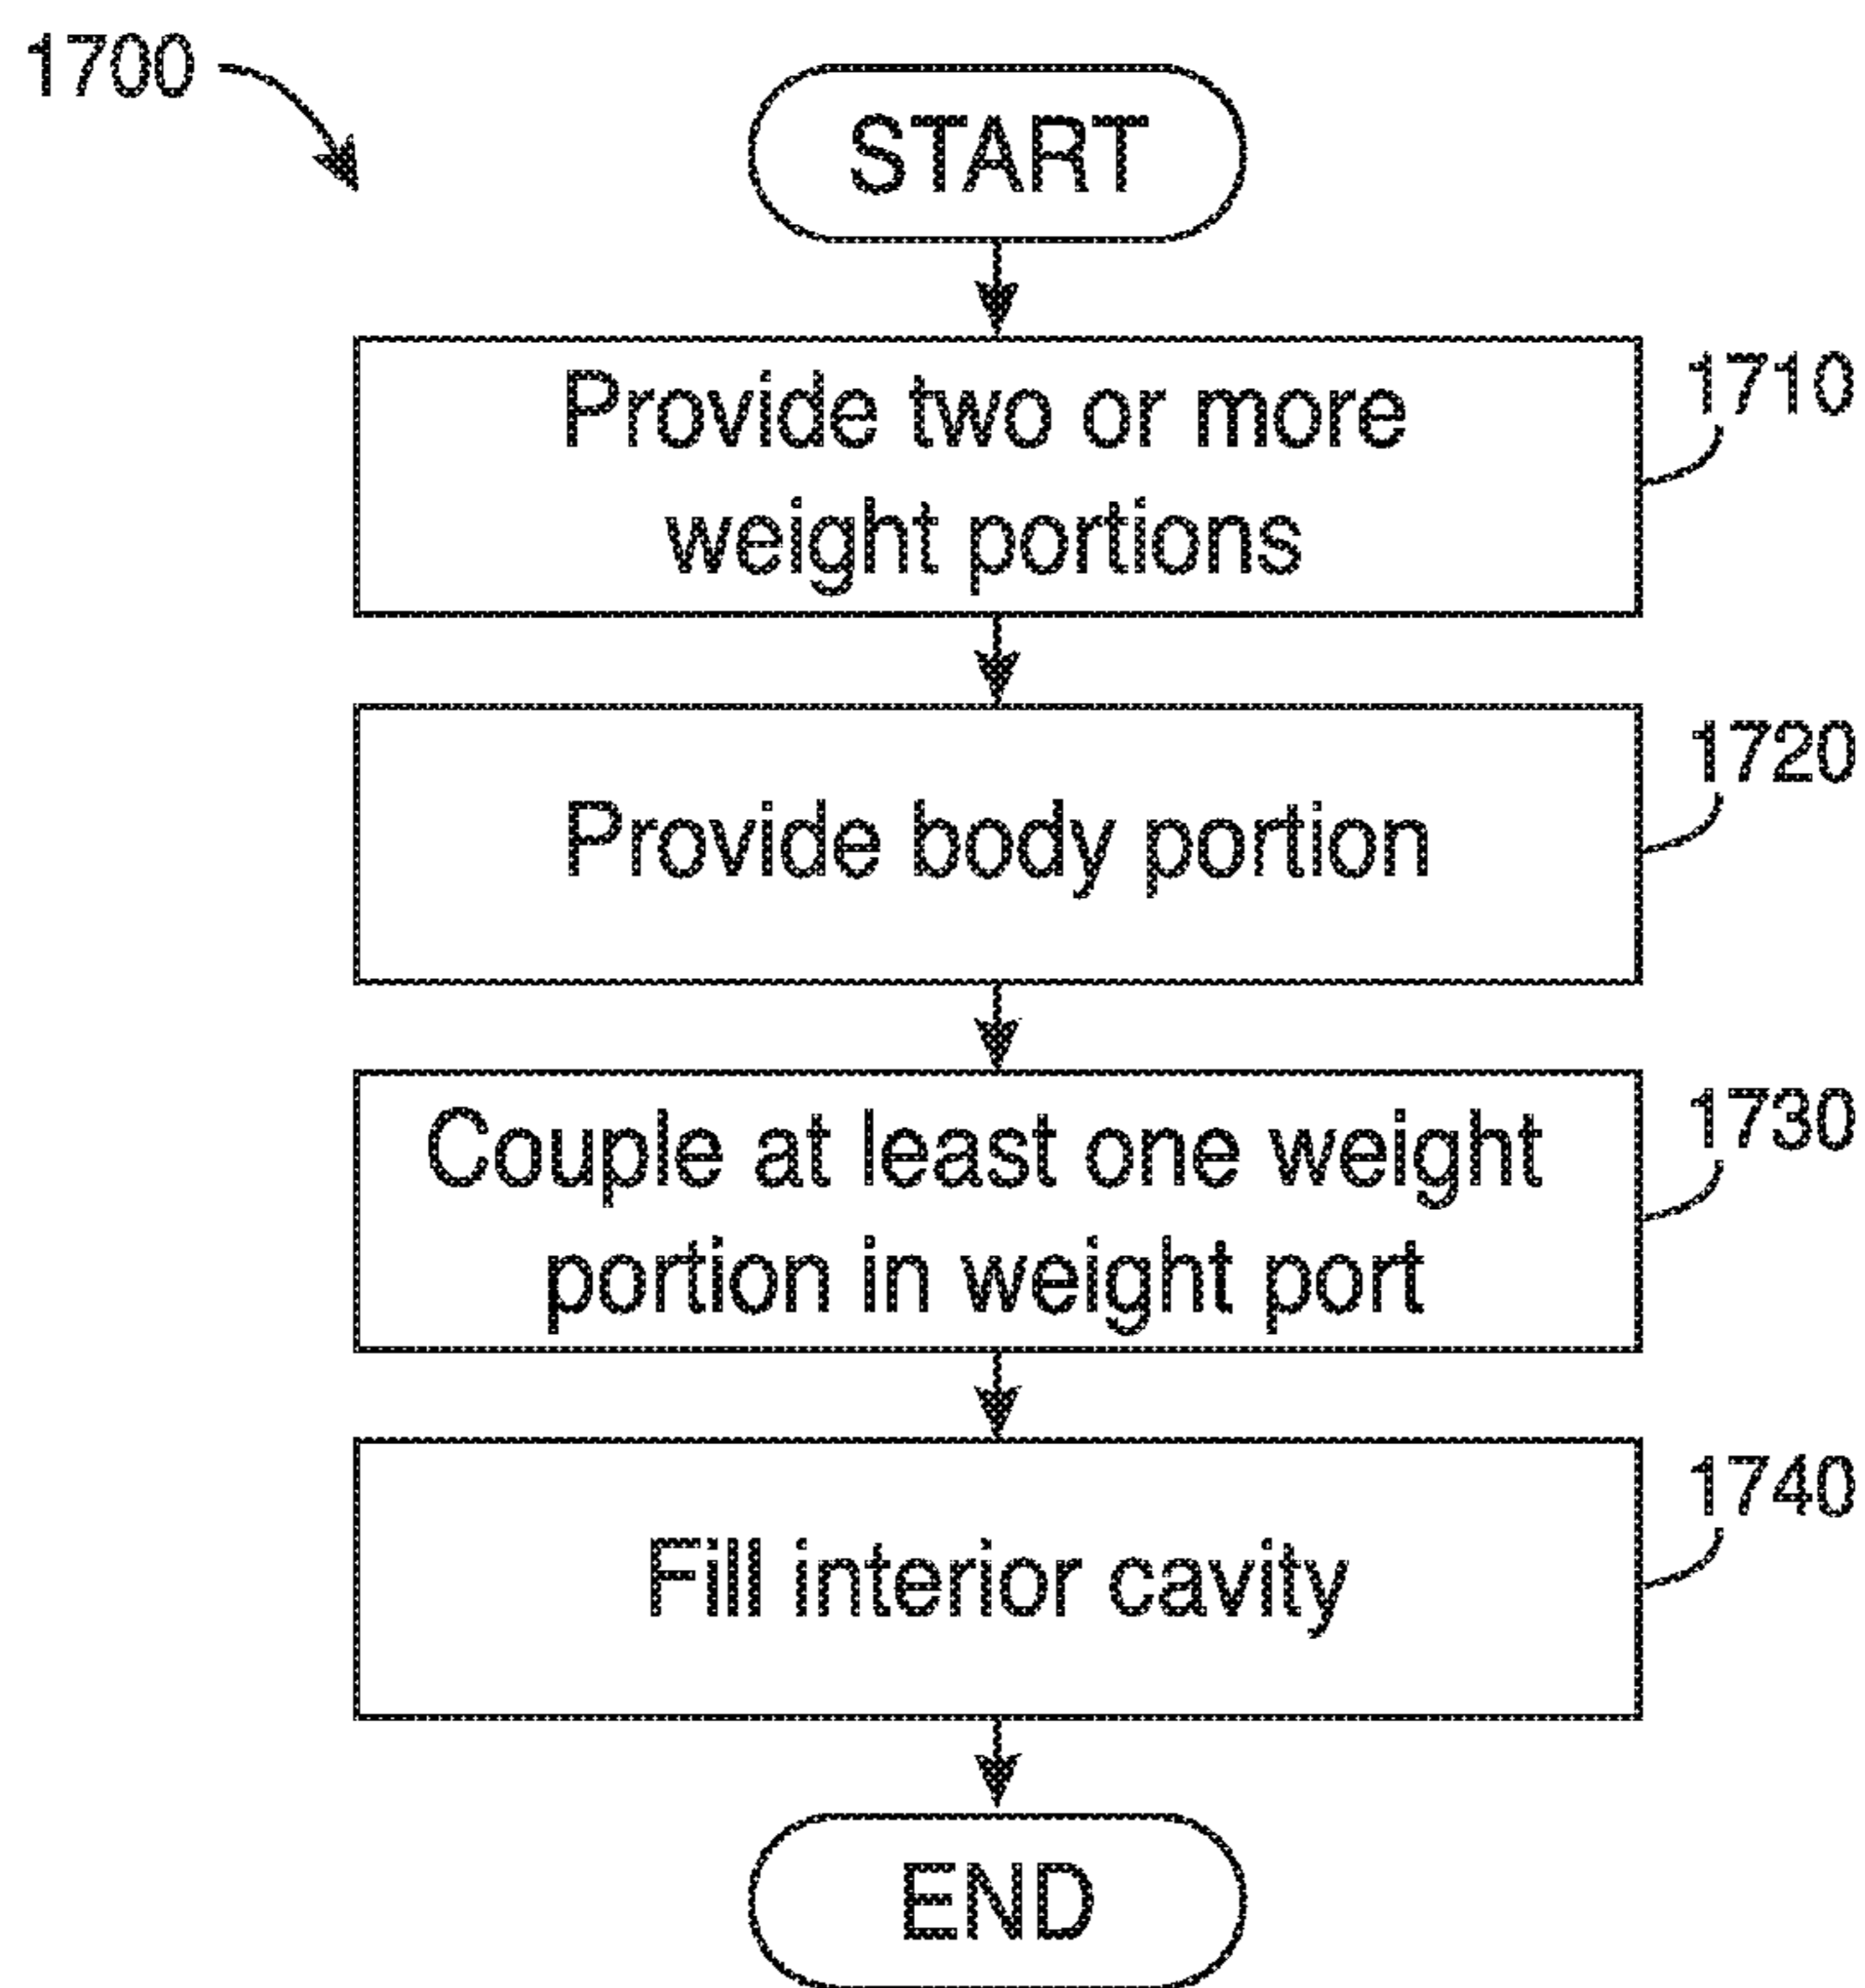 1700
START
Provide two or more
weight portions
1710
Provide body portion
1720
Couple at least one weight
portion in weight port
1730
Fill interior cavity
1740
END